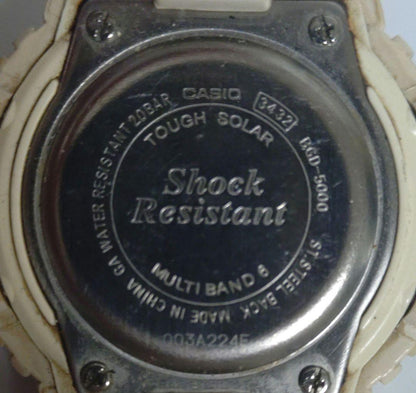 CASIO 3432 BGD-5000 ST.STEEL BACK MADE IN CHINA GA WATER RESISTANT 20BAR
TOUGH SOLAR
Shock
Resistant
MULTI BAND 6
003A224E